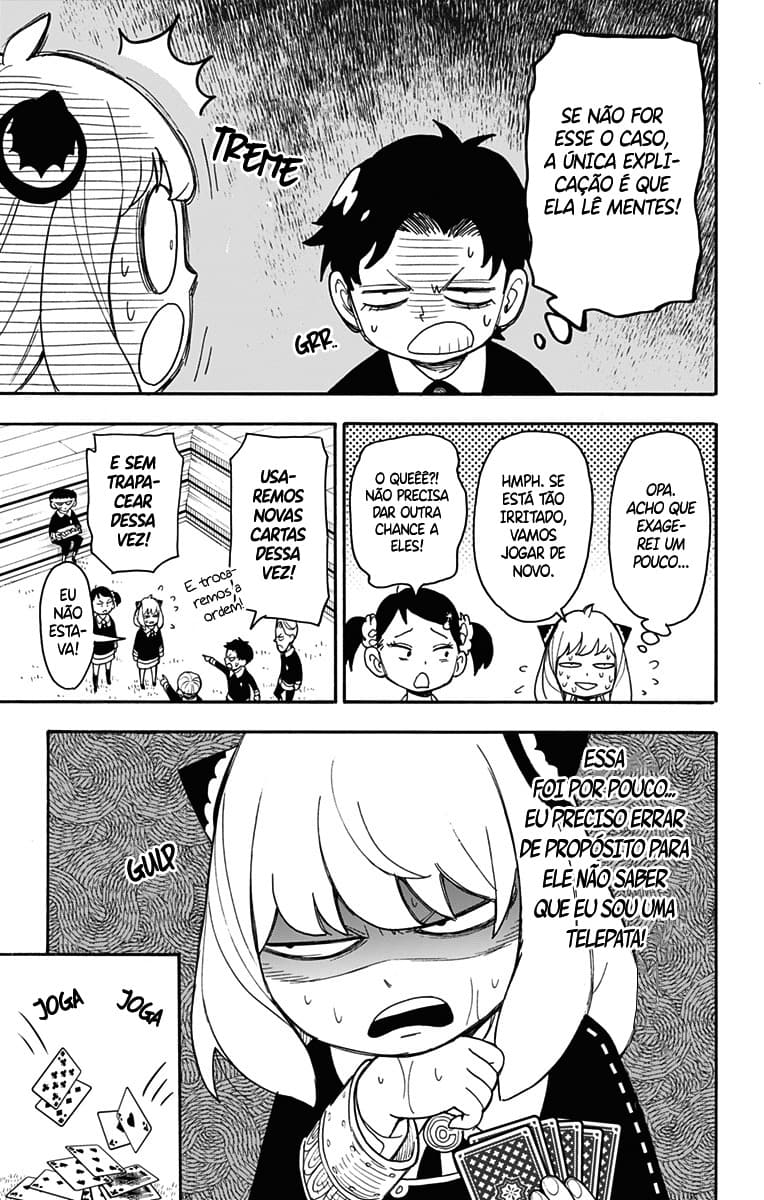 SE NÃO FOR
ESSE O CASO,
A ÚNICA EXPLI-
CAÇÃO É QUE
ELA LÊ MENTES!
GRR..
TREME
OPA.
ACHO QUE
EXAGE-
REI UM
POUCO...
HMPH. SE
ESTÁ TÃO
IRRITADO,
VAMOS
JOGAR DE
NOVO.
O QUEÊÊ?!
NÃO PRECISA
DAR OUTRA
CHANCE A
ELES!
USA-
REMOS
NOVAS
CARTAS
DESSA
VEZ!
E troca-
remos a
ordem!
E SEM
TRAPA-
CEAR
DESSA
VEZ!
EU
NÃO
ESTA-
VA!
ESSA
FOI POR POUCO...
EU PRECISO ERRAR
DE PROPÓSITO PARA
ELE NÃO SABER
QUE EU SOU UMA
TELEPATA!
GULP
JOGA
JOGA